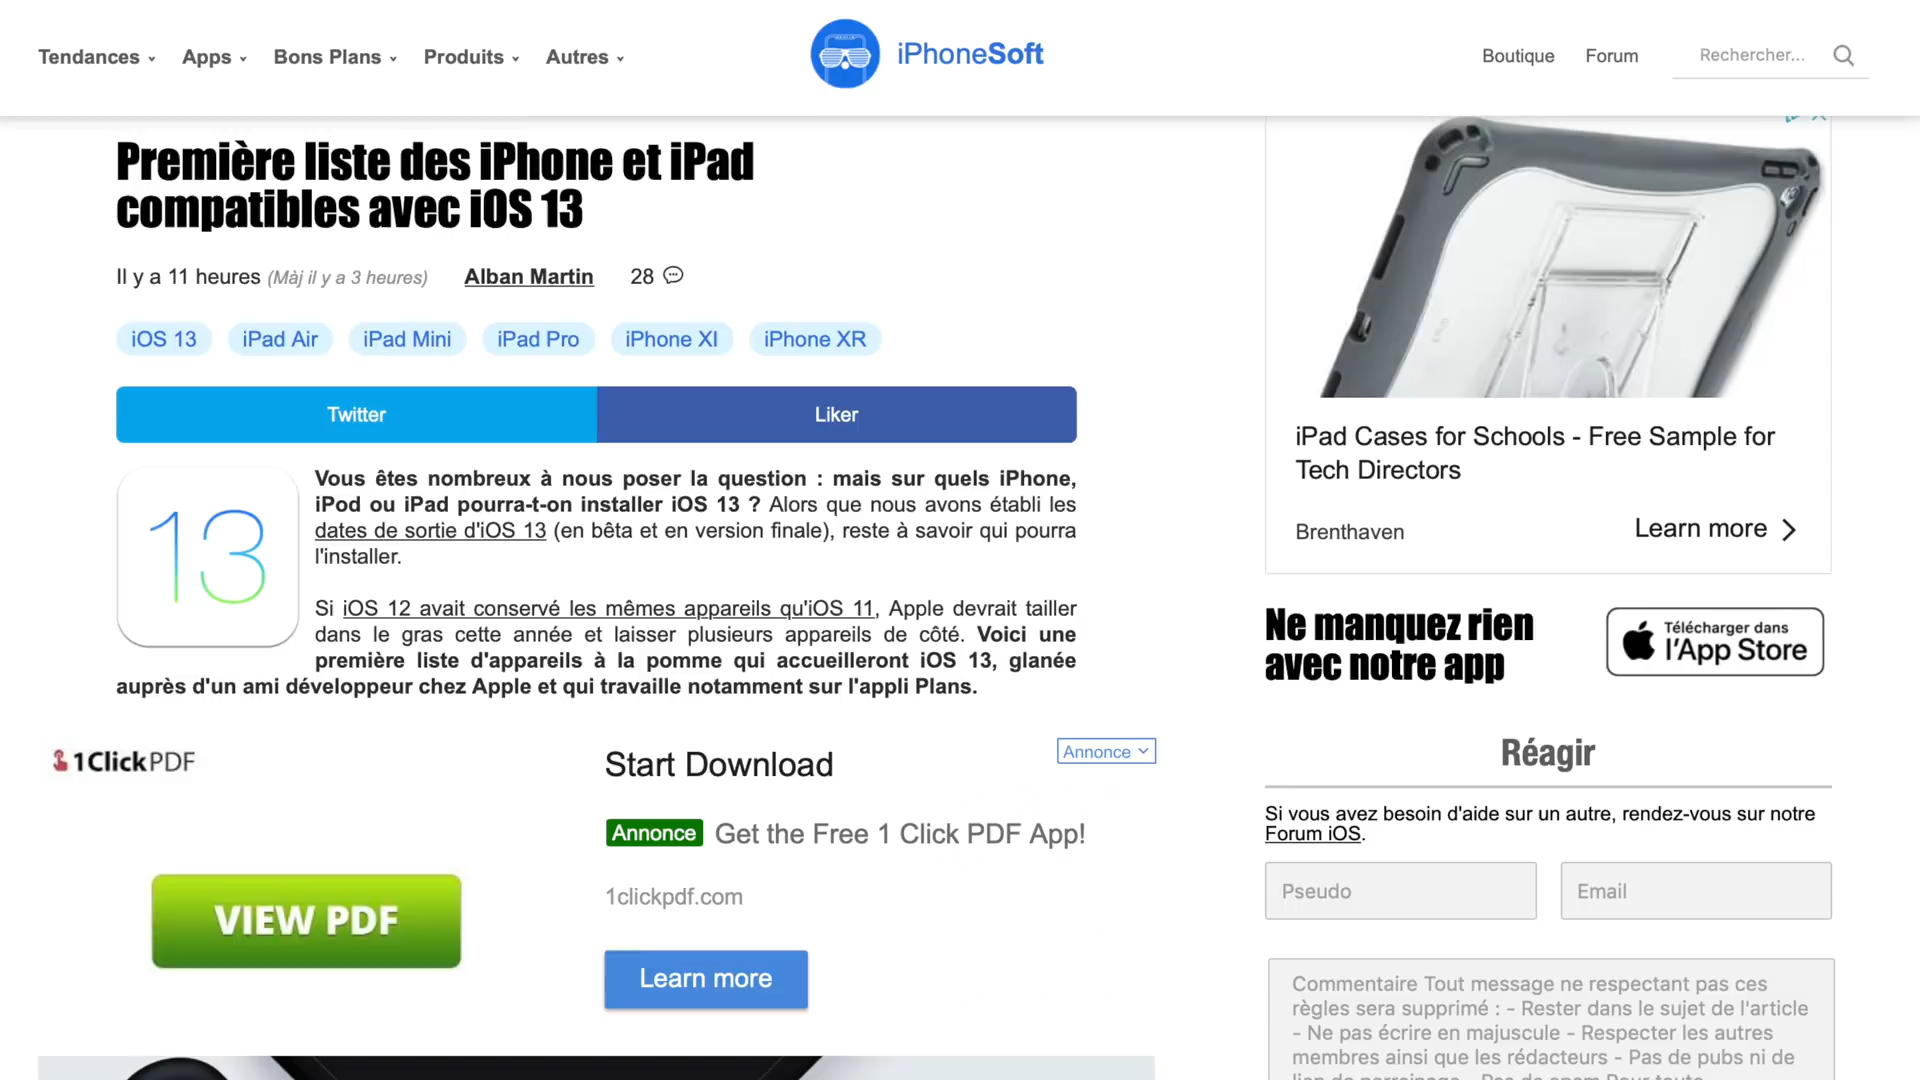 Tendances Apps Bons Plans Produits Autres
iPhoneSoft
Boutique Forum Rechercher...
Première liste des iPhone et iPad
compatibles avec iOS 13
Il y a 11 heures (Màj il y a 3 heures) Alban Martin 28
iOS 13 iPad Air iPad Mini iPad Pro iPhone XI iPhone XR
Twitter Liker
13
Vous êtes nombreux à nous poser la question : mais sur quels iPhone,
iPod ou iPad pourra-t-on installer iOS 13 ? Alors que nous avons établi les
dates de sortie d'iOS 13 (en bêta et en version finale), reste à savoir qui pourra
l'installer.
Si iOS 12 avait conservé les mêmes appareils qu'iOS 11, Apple devrait tailler
dans le gras cette année et laisser plusieurs appareils de côté. Voici une
première liste d'appareils à la pomme qui accueilleront iOS 13, glanée
auprès d'un ami développeur chez Apple et qui travaille notamment sur l'appli Plans.
1ClickPDF
VIEW PDF
Start Download
Annonce
Annonce Get the Free 1 Click PDF App!
1clickpdf.com
Learn more
iPad Cases for Schools - Free Sample for
Tech Directors
Brenthaven Learn more
Ne manquez rien
avec notre app
Télécharger dans
l'App Store
Réagir
Si vous avez besoin d'aide sur un autre, rendez-vous sur notre
Forum iOS.
Pseudo Email
Commentaire Tout message ne respectant pas ces
règles sera supprimé : - Rester dans le sujet de l'article
- Ne pas écrire en majuscule - Respecter les autres
membres ainsi que les rédacteurs - Pas de pubs ni de